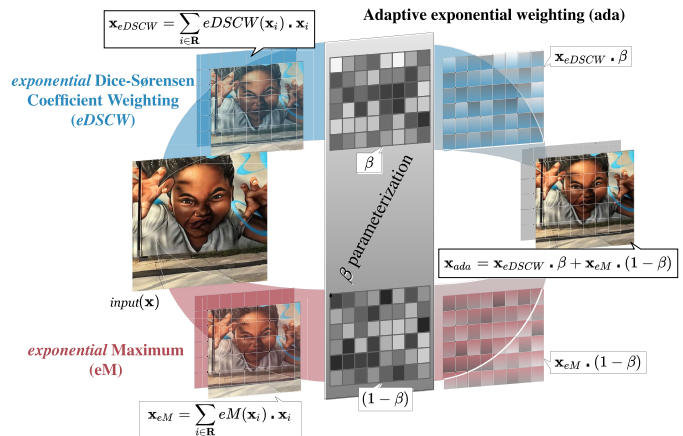 Adaptive exponential weighting (ada)
𝐱_{eDSCW} = ∑_{i∈𝐑} eDSCW(𝐱_i) . 𝐱_i
exponential Dice-Sørensen
Coefficient Weighting
(eDSCW)
𝐱_{eDSCW} . β
β
β parameterization
𝐱_{ada} = 𝐱_{eDSCW} . β + 𝐱_{eM} . (1 − β)
input(𝐱)
exponential Maximum
(eM)
𝐱_{eM} . (1 − β)
(1 − β)
𝐱_{eM} = ∑_{i∈𝐑} eM(𝐱_i) . 𝐱_i